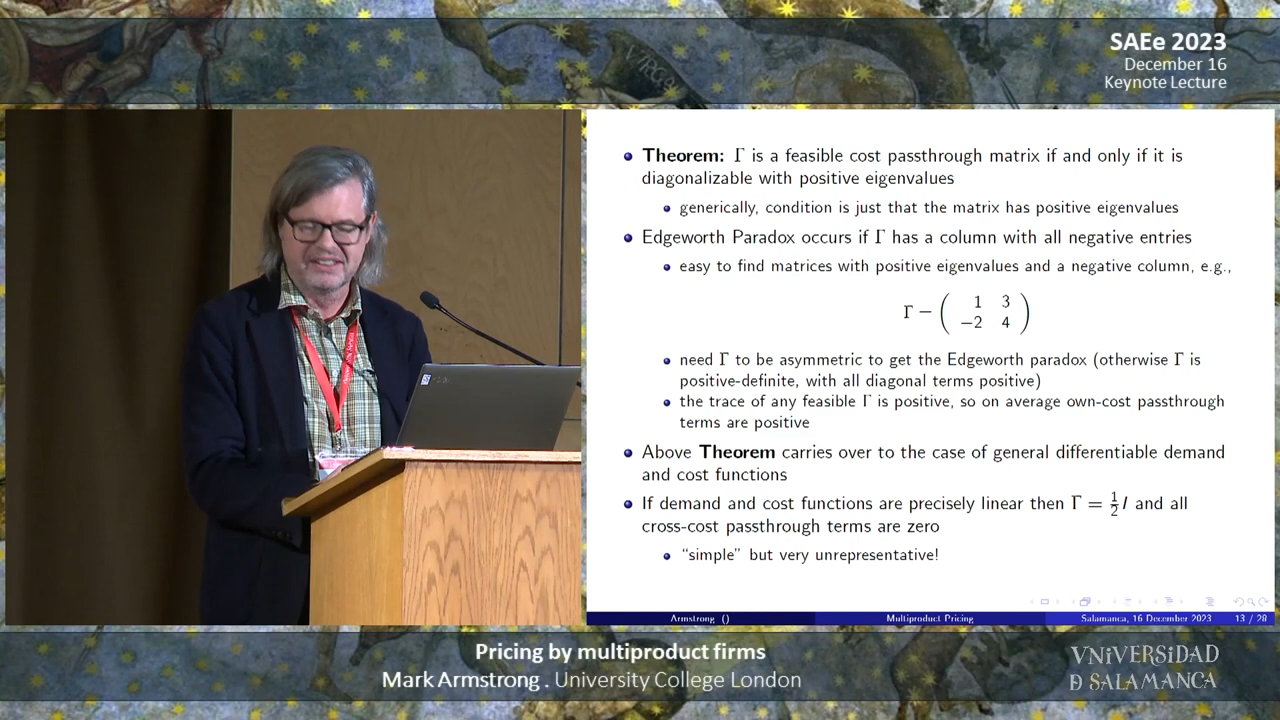 SAEe 2023
December 16
Keynote Lecture
VIRGO
Theorem: Γ is a feasible cost passthrough matrix if and only if it is
diagonalizable with positive eigenvalues
generically, condition is just that the matrix has positive eigenvalues
Edgeworth Paradox occurs if Γ has a column with all negative entries
easy to find matrices with positive eigenvalues and a negative column, e.g.,
Γ − ( 1 3
−2 4 )
need Γ to be asymmetric to get the Edgeworth paradox (otherwise Γ is
positive-definite, with all diagonal terms positive)
the trace of any feasible Γ is positive, so on average own-cost passthrough
terms are positive
Above Theorem carries over to the case of general differentiable demand
and cost functions
If demand and cost functions are precisely linear then Γ = 1/2 I and all
cross-cost passthrough terms are zero
“simple” but very unrepresentative!
Armstrong () Multiproduct Pricing Salamanca, 16 December 2023 13 / 28
Pricing by multiproduct firms
Mark Armstrong . University College London
VNiVERSiDAD
D SALAMANCA